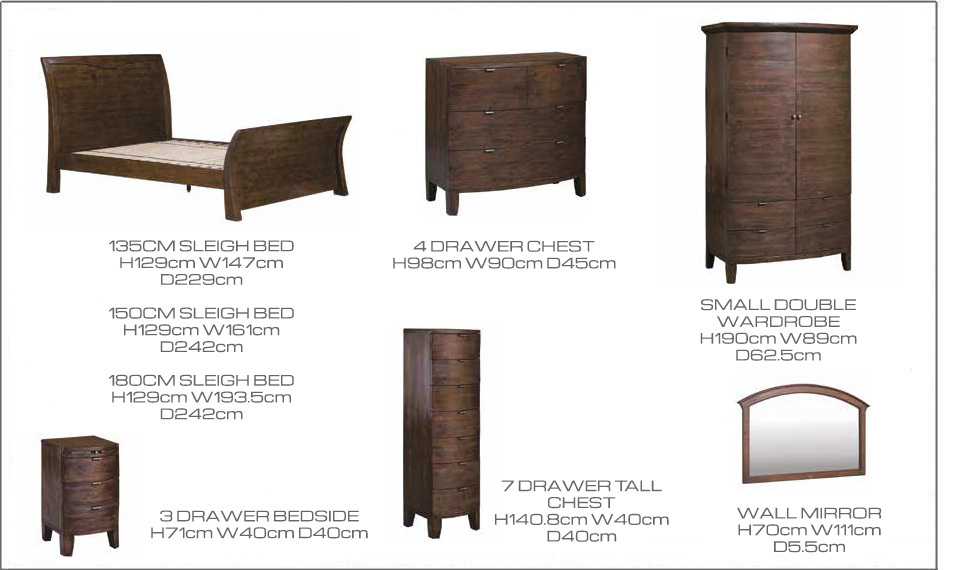 135CM SLEIGH BED
H129cm W147cm
D229cm
150CM SLEIGH BED
H129cm W161cm
D242cm
180CM SLEIGH BED
H129cm W193.5cm
D242cm
4 DRAWER CHEST
H98cm W90cm D45cm
SMALL DOUBLE
WARDROBE
H190cm W89cm
D62.5cm
3 DRAWER BEDSIDE
H71cm W40cm D40cm
7 DRAWER TALL
CHEST
H140.8cm W40cm
D40cm
WALL MIRROR
H70cm W111cm
D5.5cm